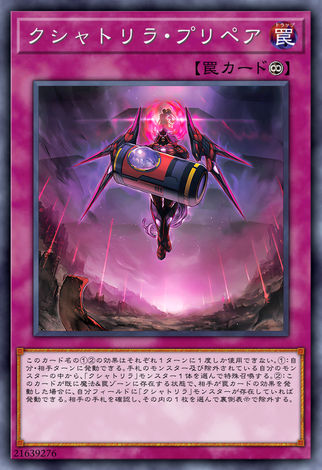 クシャトリラ・プリペア
トラップ
罠
【罠カード】
このカード名の①②の効果はそれぞれ1ターンに1度しか使用できない。①:自
分・相手ターンに発動できる。手札のモンスター及び除外されている自分のモ
ンスターの中から、「クシャトリラ」モンスター1体を選んで特殊召喚する。②:こ
のカードが既に魔法&罠ゾーンに存在する状態で、相手が罠カードの効果を発
動した場合に、自分フィールドに「クシャトリラ」モンスターが存在していれば
発動できる。相手の手札を確認し、その内の1枚を選んで裏側表示で除外する。
21639276